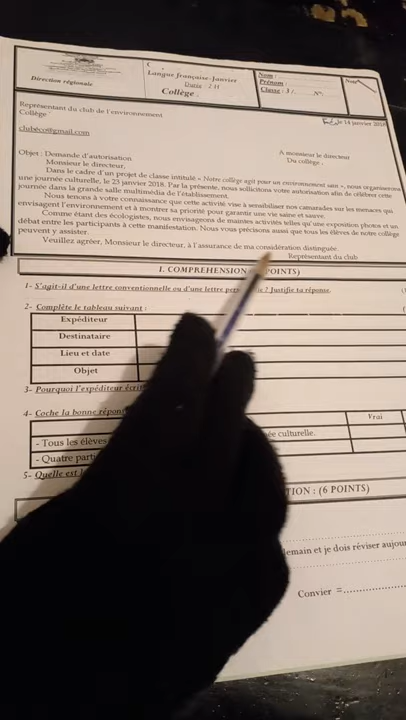 Direction régionale
Langue française-Janvier
Durée : 2 H
Collège :
Nom :
Prénom :
Classe : 3 /....... N°
Note
Représentant du club de l'environnement
Collège
14 janvier 2018
clubéco@gmail.com
A monsieur le directeur
Du collège :
Objet : Demande d'autorisation
Monsieur le directeur,
Dans le cadre d'un projet de classe intitulé « Notre collège agit pour un environnement sain », nous organiserons
une journée culturelle, le 23 janvier 2018. Par la présente, nous sollicitons votre autorisation afin de célébrer cette
journée dans la grande salle multimédia de l'établissement.
Nous tenons à votre connaissance que cette activité vise à sensibiliser nos camarades sur les menaces qui
envisagent l'environnement et à montrer sa priorité pour garantir une vie saine et sauve.
Comme étant des écologistes, nous envisageons de maintes activités telles qu'une exposition photos et un
débat entre les participants à cette manifestation. Nous vous précisons aussi que tous les élèves de notre collège
peuvent y assister.
Veuillez agréer, Monsieur le directeur, à l'assurance de ma considération distinguée.
Représentant du club
I. COMPREHENSION POINTS)
1- S'agit-il d'une lettre conventionelle ou d'une lettre ? Justifie ta réponse.
2- Complète le tableau suivant :
Expéditeur
Destinataire
Lieu et date
Objet
3- Pourquoi l'expéditeur
4- Coche la bonne
Vrai
- Tous les élèves culturelle.
- Quatre
5- Quelle est
: (6 POINTS)
et je dois réviser
Convier =